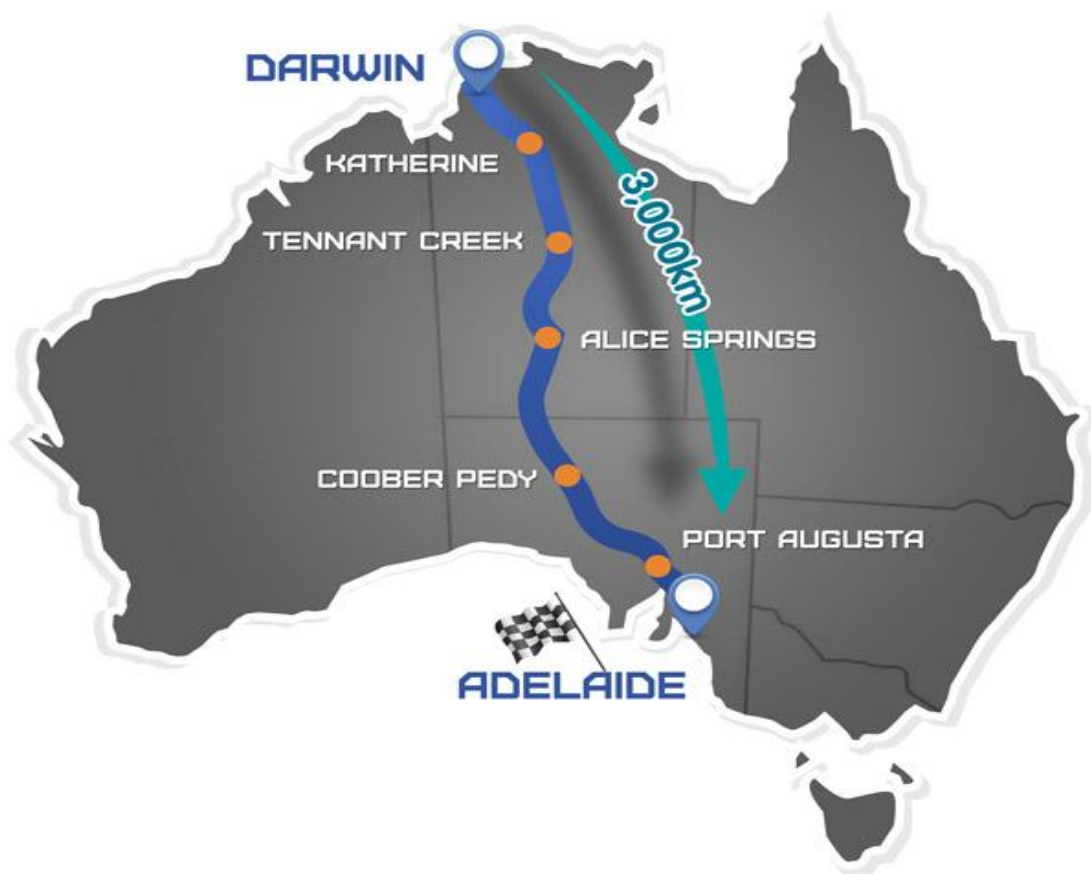 DARWIN
KATHERINE
3,000km
TENNANT CREEK
ALICE SPRINGS
COOBER PEDY
PORT AUGUSTA
ADELAIDE